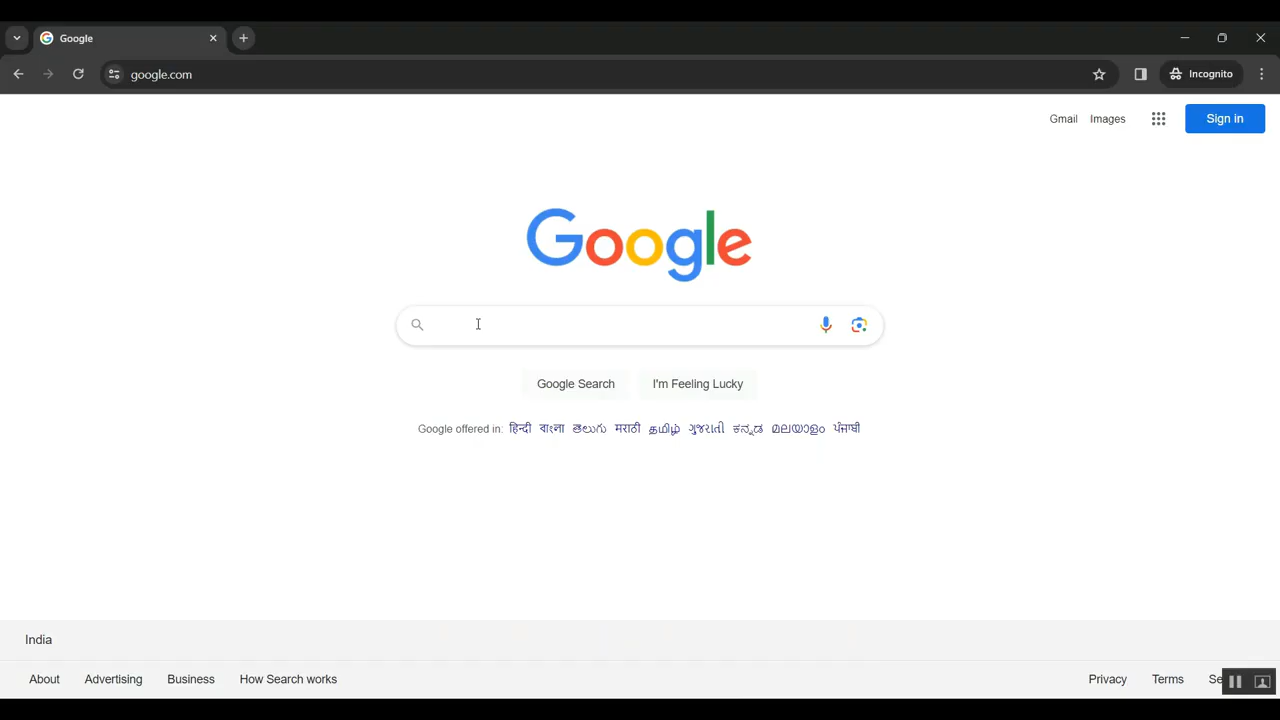 Google
google.com
Incognito
Gmail Images Sign in
Google
Google Search I'm Feeling Lucky
Google offered in: हिन्दी বাংলা తెలుగు मराठी தமிழ் ગુજરાતી ಕನ್ನಡ മലയാളം ਪੰਜਾਬੀ
India
About Advertising Business How Search works Privacy Terms